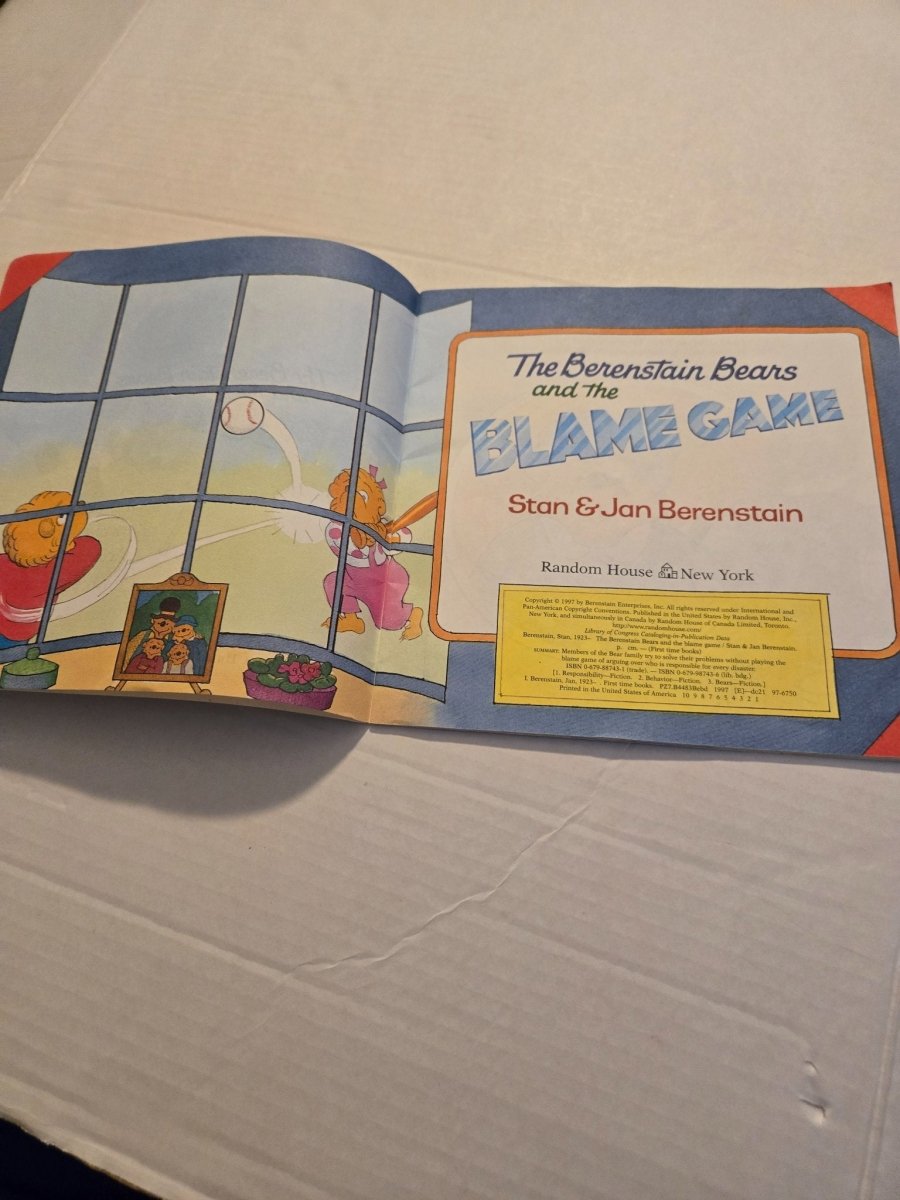 The Berenstain Bears
and the
BLAME GAME
Stan & Jan Berenstain
Random House New York
Copyright © 1997 by Berenstain Enterprises, Inc. All rights reserved under International and
Pan-American Copyright Conventions. Published in the United States by Random House, Inc.,
New York, and simultaneously in Canada by Random House of Canada Limited, Toronto.
http://www.randomhouse.com/
Library of Congress Cataloging-in-Publication Data
Berenstain, Stan, 1923– The Berenstain Bears and the blame game / Stan & Jan Berenstain.
p. cm. — (First time books)
SUMMARY: Members of the Bear family try to solve their problems without playing the
blame game of arguing over who is responsible for every disaster.
ISBN 0-679-88743-1 (trade). — ISBN 0-679-98743-6 (lib. bdg.)
[1. Responsibility—Fiction. 2. Behavior—Fiction. 3. Bears—Fiction.]
I. Berenstain, Jan, 1923– . First time books. PZ7.B4483Bebd 1997 [E]—dc21 97-6750
Printed in the United States of America 10 9 8 7 6 5 4 3 2 1